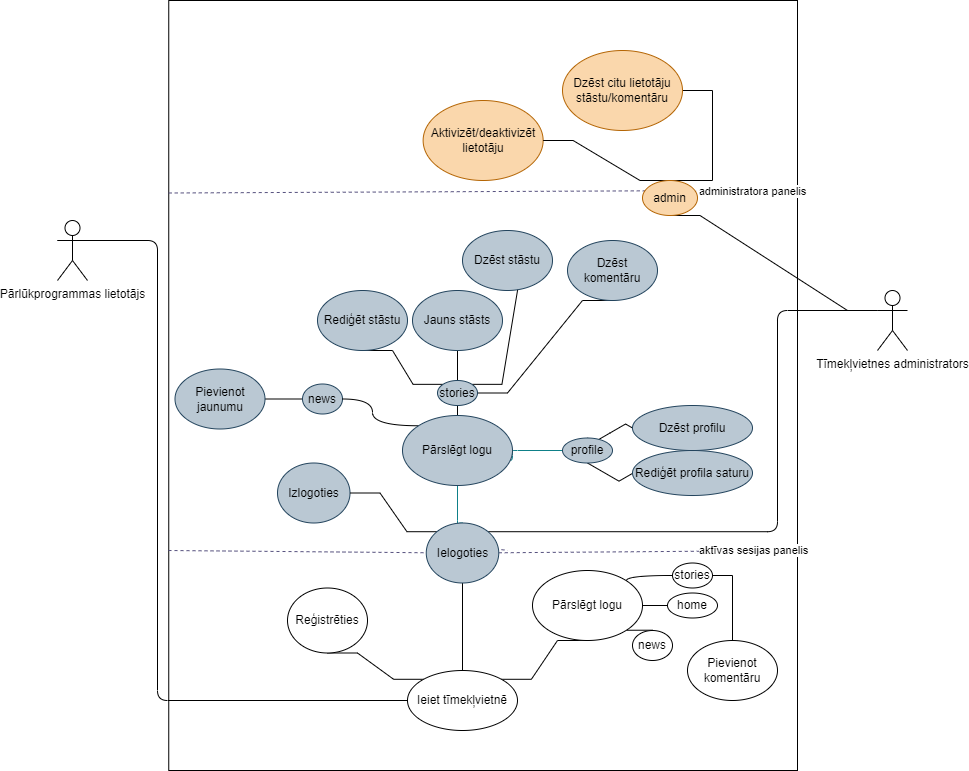 Dzēst citu lietotāju
stāstu/komentāru
Aktivizēt/deaktivizēt
lietotāju
admin
administratora panelis
Pārlūkprogrammas lietotājs
Tīmekļvietnes administrators
Dzēst stāstu
Dzēst
komentāru
Rediģēt stāstu
Jauns stāsts
stories
Pievienot
jaunumu
news
Pārslēgt logu
profile
Dzēst profilu
Rediģēt profila saturu
Izlogoties
Ielogoties
aktīvas sesijas panelis
Reģistrēties
Pārslēgt logu
stories
home
news
Pievienot
komentāru
Ieiet tīmekļvietnē